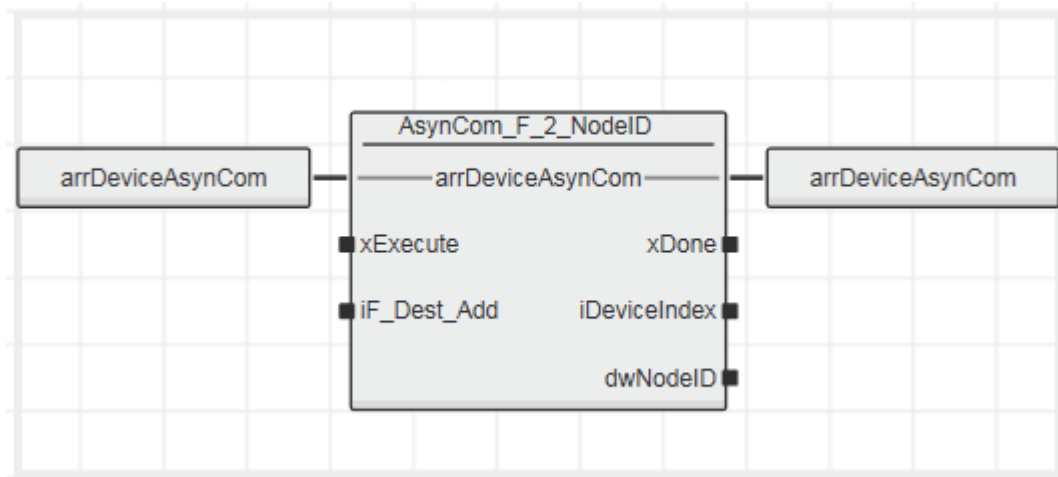 AsynCom_F_2_NodeID
arrDeviceAsynCom arrDeviceAsynCom arrDeviceAsynCom
xExecute xDone
iF_Dest_Add iDeviceIndex
dwNodeID